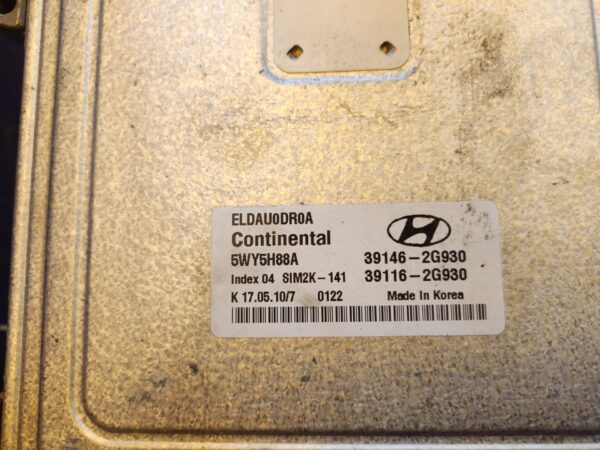 ELDAU0DR0A
Continental
5WY5H88A 39146-2G930
Index 04 SIM2K-141 39116-2G930
K 17.05.10/7 0122 Made In Korea